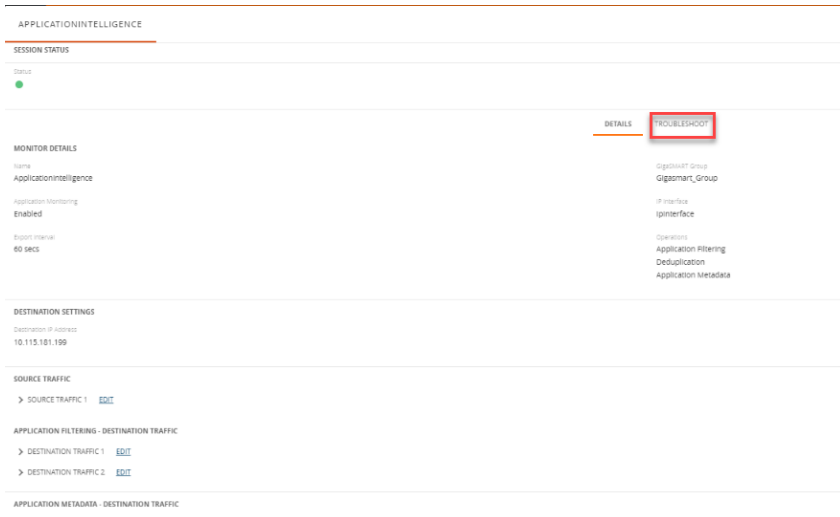 APPLICATIONINTELLIGENCE
SESSION STATUS
Status
DETAILS TROUBLESHOOT
MONITOR DETAILS
Name
Applicationintelligence
GigaSMART Group
Gigasmart_Group
Application Monitoring
Enabled
IP Interface
Ipinterface
Export Interval
60 secs
Operations
Application Filtering
Deduplication
Application Metadata
DESTINATION SETTINGS
Destination IP Address
10.115.181.199
SOURCE TRAFFIC
SOURCE TRAFFIC 1 EDIT
APPLICATION FILTERING - DESTINATION TRAFFIC
DESTINATION TRAFFIC 1 EDIT
DESTINATION TRAFFIC 2 EDIT
APPLICATION METADATA - DESTINATION TRAFFIC